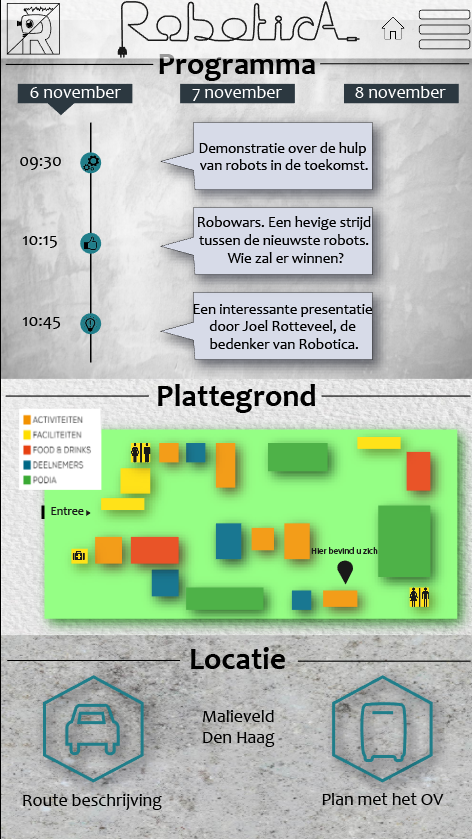 R
RoboticA
Programma
6 november
7 november
8 november
09:30
Demonstratie over de hulp
van robots in de toekomst.
10:15
Robowars. Een hevige strijd
tussen de nieuwste robots.
Wie zal er winnen?
10:45
Een interessante presentatie
door Joel Rotteveel, de
bedenker van Robotica.
Plattegrond
ACTIVITEITEN
FACILITEITEN
FOOD & DRINKS
DEELNEMERS
PODIA
Entree
Hier bevind u zich
Locatie
Malieveld
Den Haag
Route beschrijving
Plan met het OV